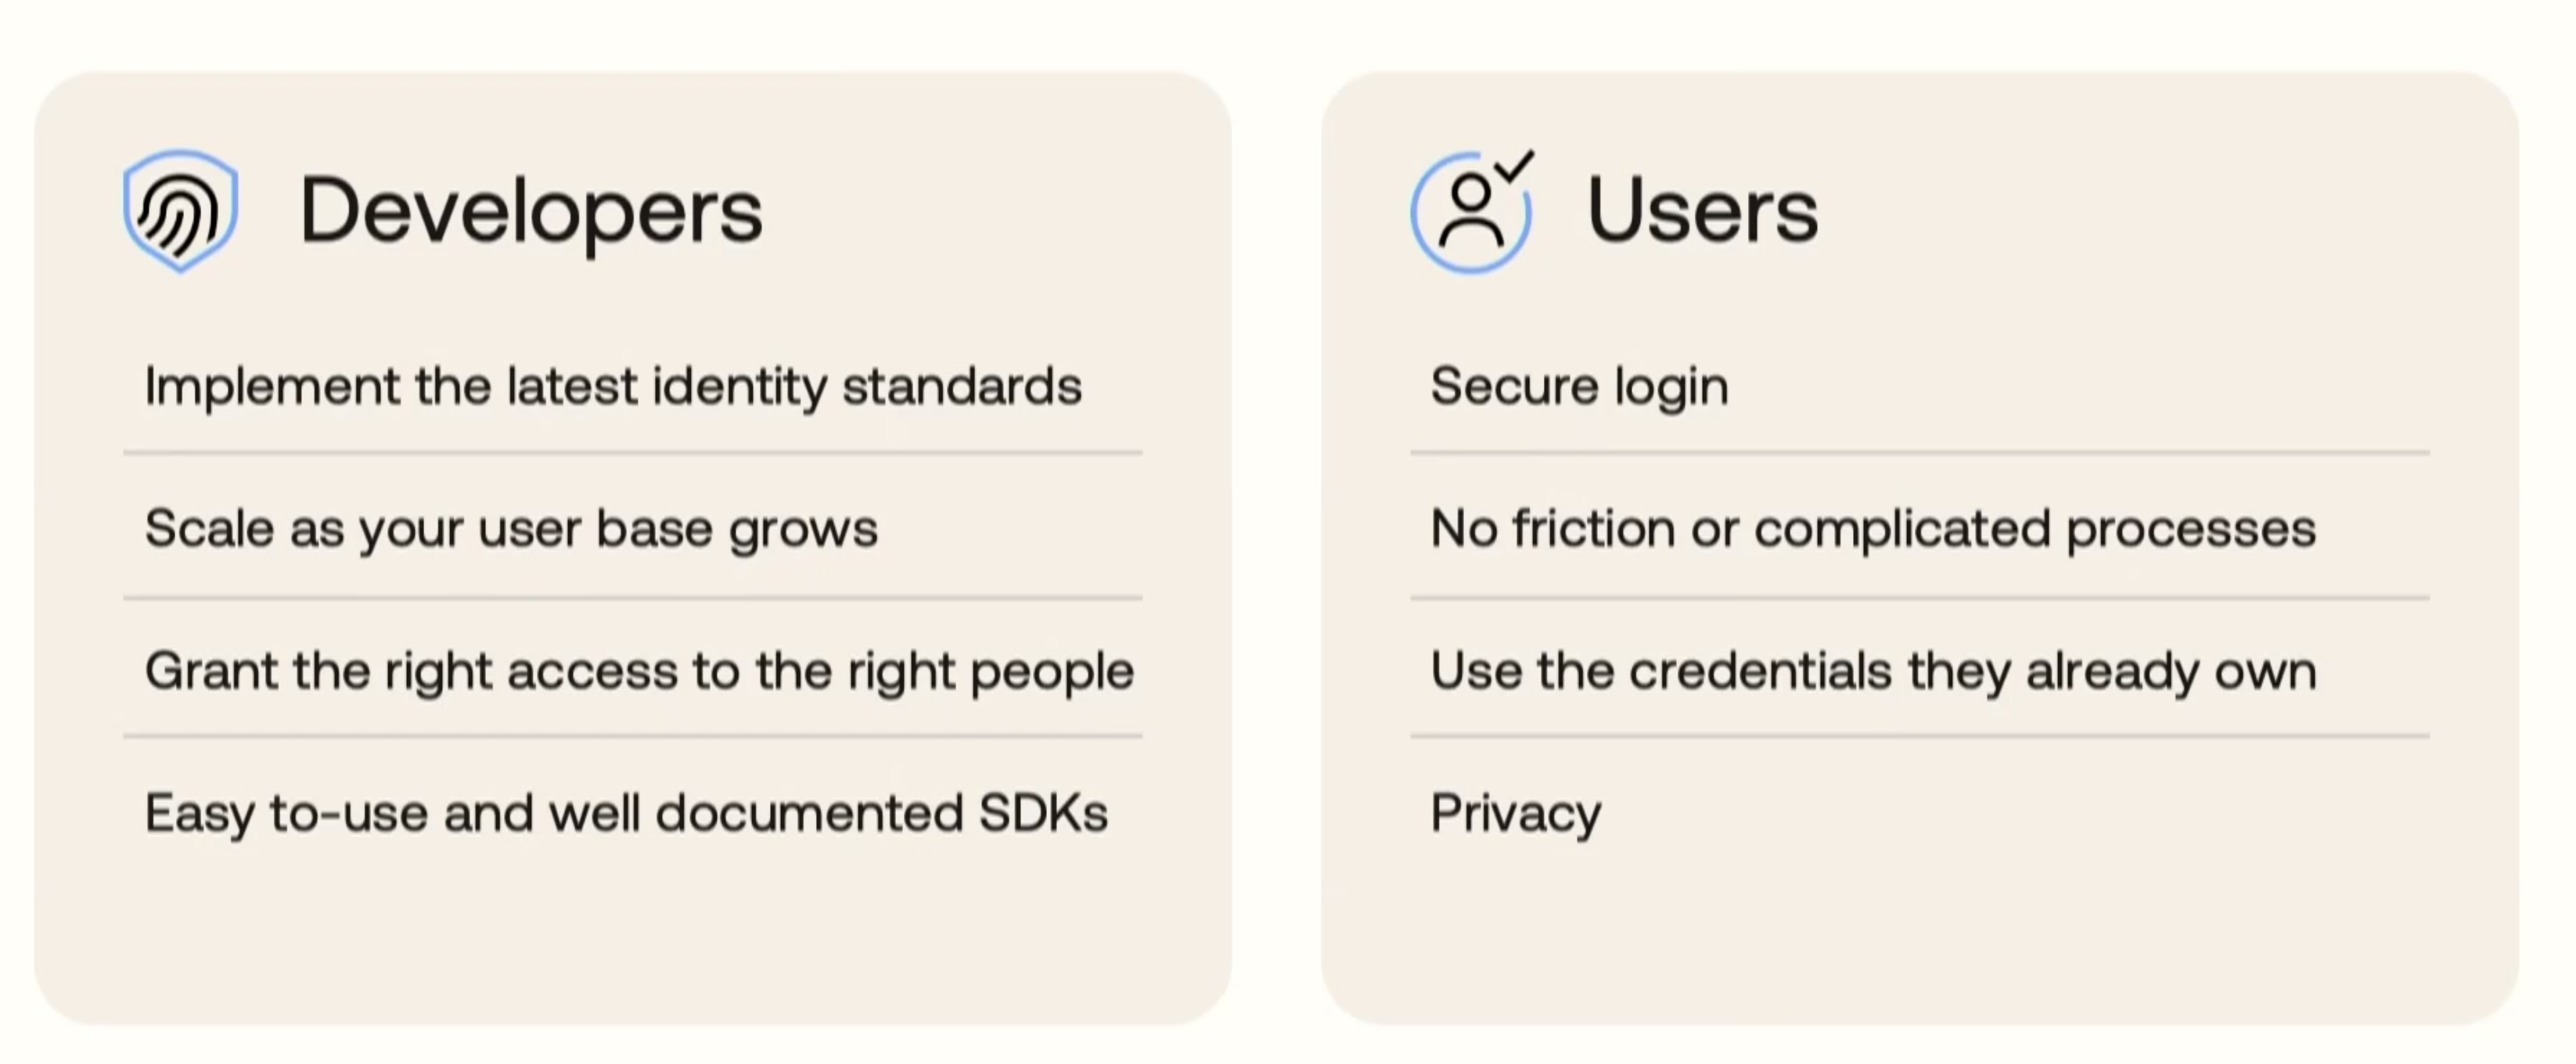 Developers
Implement the latest identity standards
Scale as your user base grows
Grant the right access to the right people
Easy to-use and well documented SDKs
Users
Secure login
No friction or complicated processes
Use the credentials they already own
Privacy